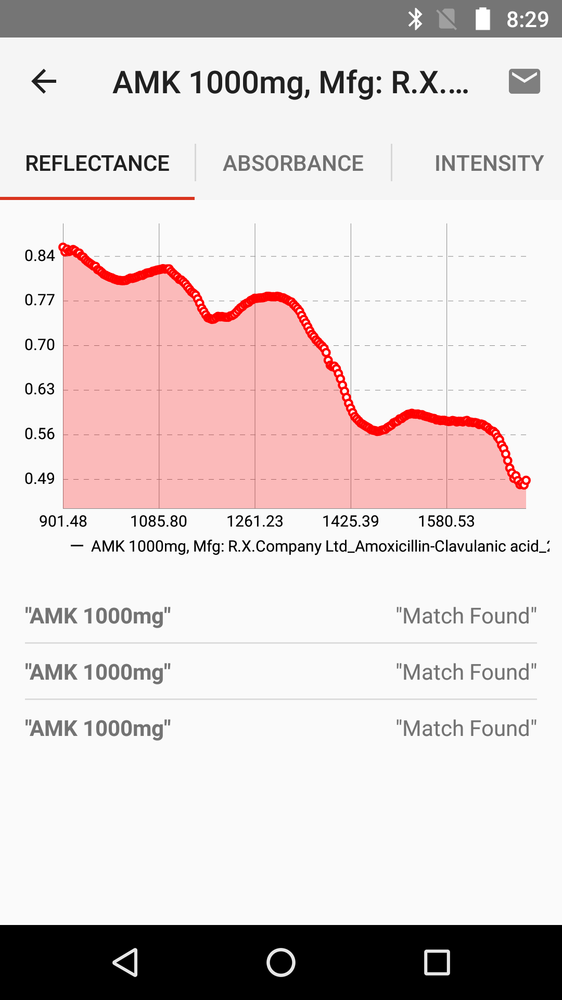 8:29
AMK 1000mg, Mfg: R.X....
REFLECTANCE ABSORBANCE INTENSITY
0.84
0.77
0.70
0.63
0.56
0.49
901.48 1085.80 1261.23 1425.39 1580.53
AMK 1000mg, Mfg: R.X.Company Ltd_Amoxicillin-Clavulanic acid_2
"AMK 1000mg" "Match Found"
"AMK 1000mg" "Match Found"
"AMK 1000mg" "Match Found"